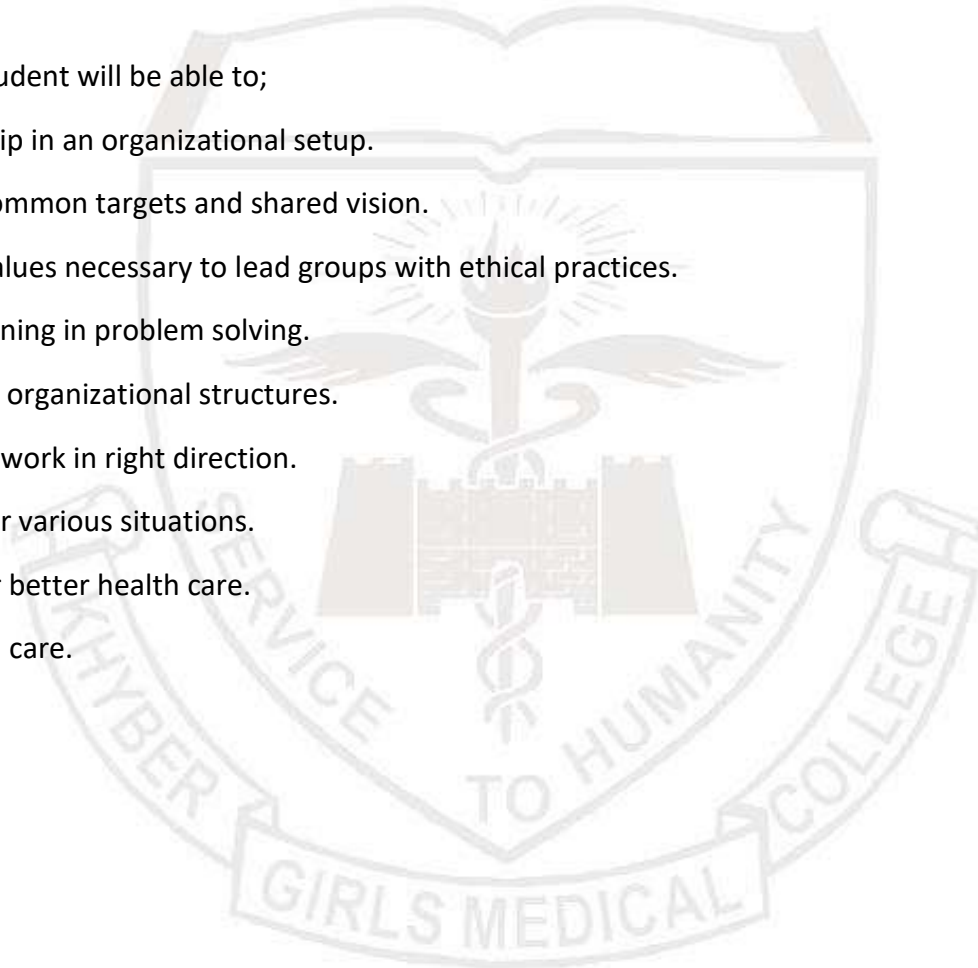 udent will be able to;
ip in an organizational setup.
ommon targets and shared vision.
alues necessary to lead groups with ethical practices.
ning in problem solving.
organizational structures.
work in right direction.
r various situations.
r better health care.
care.
SERVICE TO HUMANITY
KHYBER GIRLS MEDICAL COLLEGE